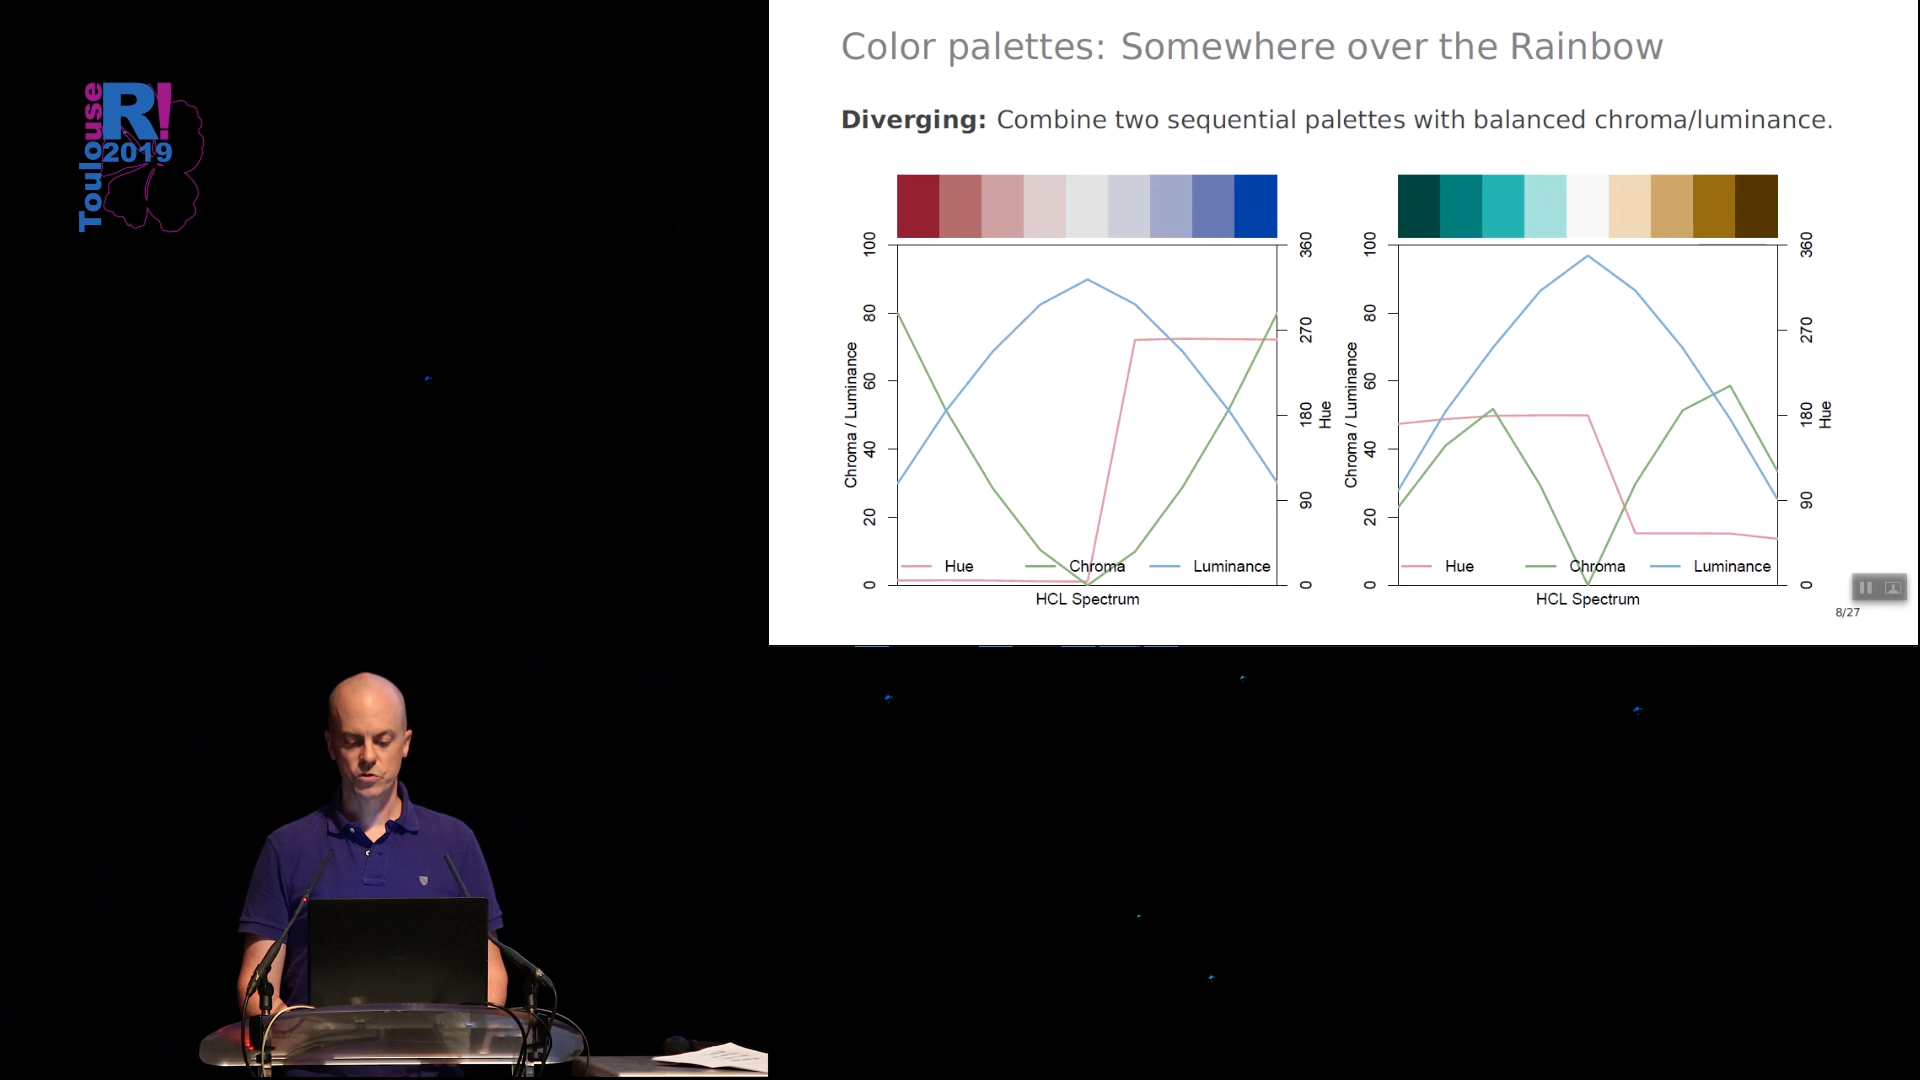 Toulouse
R!
2019
Color palettes: Somewhere over the Rainbow
Diverging: Combine two sequential palettes with balanced chroma/luminance.
100
80
60
40
20
0
Chroma / Luminance
360
270
180
90
0
Hue
Hue Chroma Luminance
HCL Spectrum
100
80
60
40
20
0
Chroma / Luminance
360
270
180
90
0
Hue
Hue Chroma Luminance
HCL Spectrum
8/27